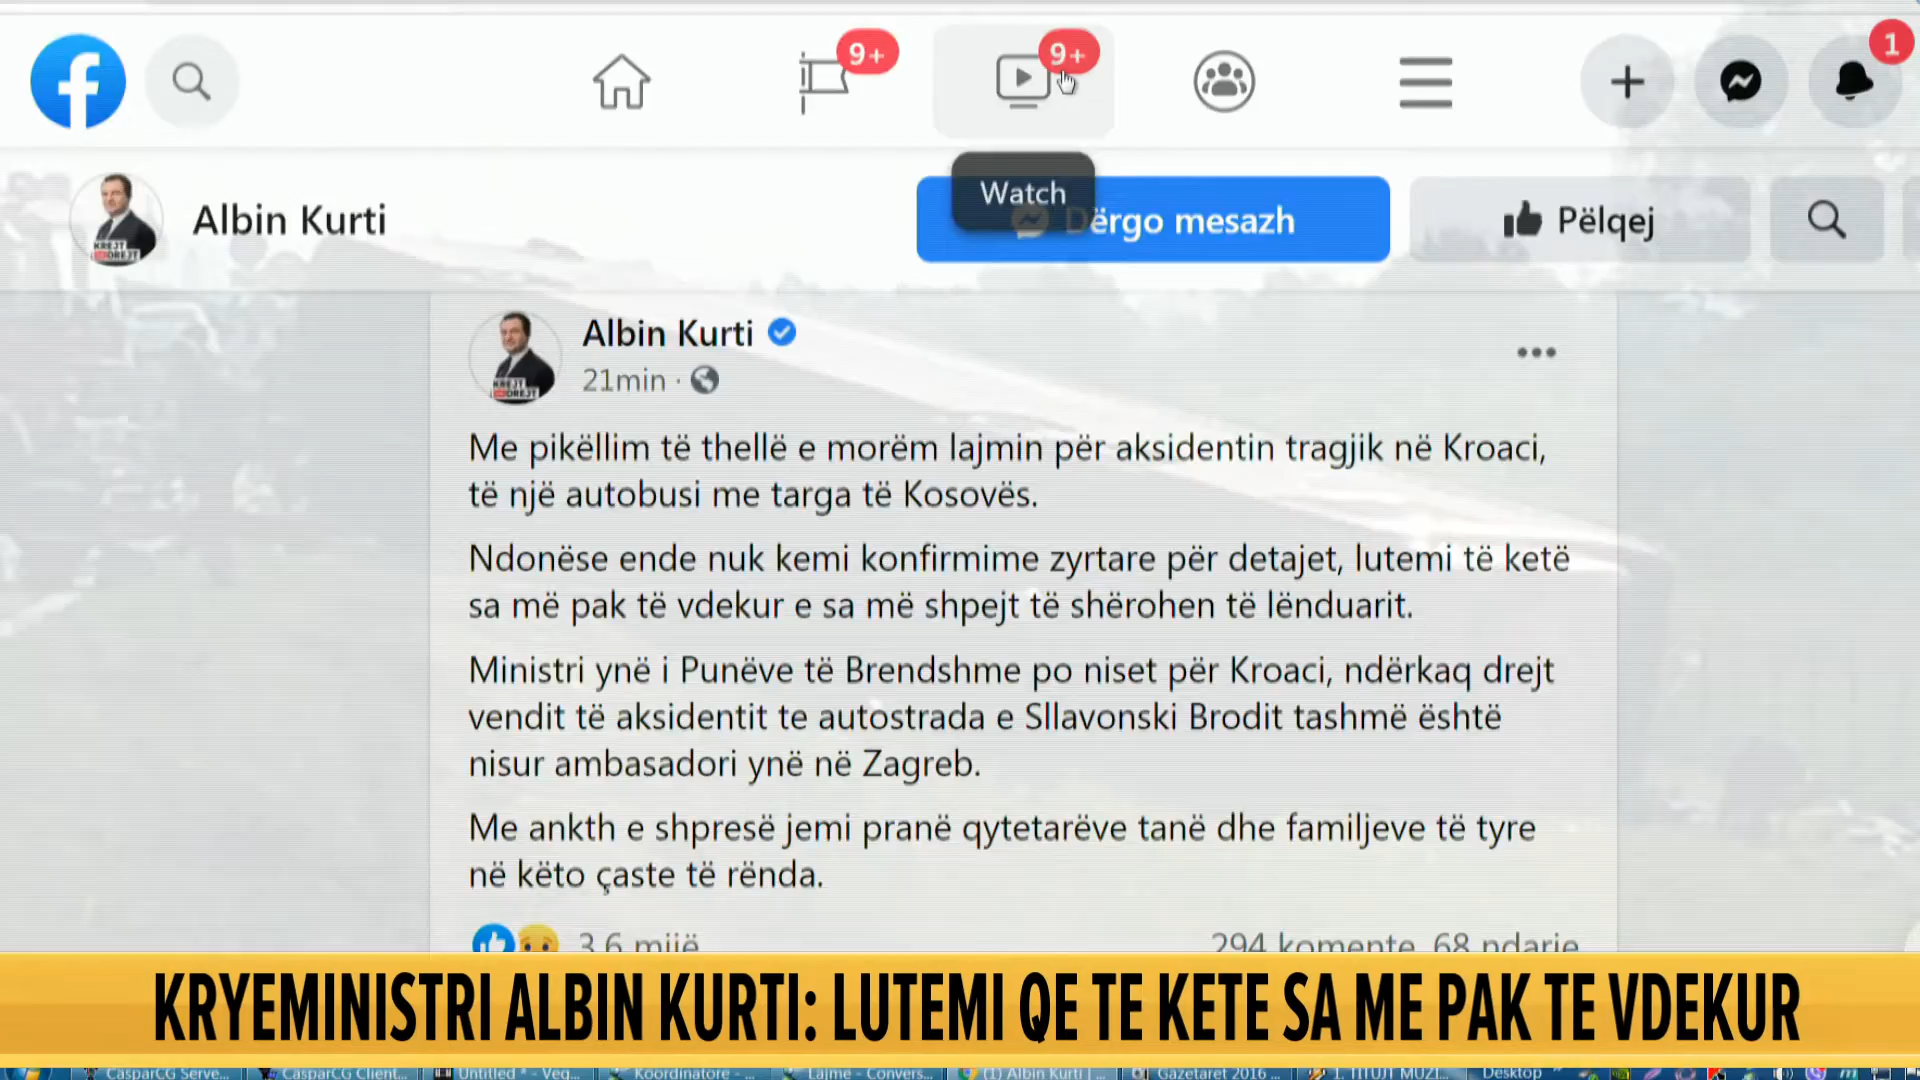 9+
9+
1
Watch
Albin Kurti
Dërgo mesazh
Pëlqej
Albin Kurti
21min ·
Me pikëllim të thellë e morëm lajmin për aksidentin tragjik në Kroaci,
të një autobusi me targa të Kosovës.
Ndonëse ende nuk kemi konfirmime zyrtare për detajet, lutemi të ketë
sa më pak të vdekur e sa më shpejt të shërohen të lënduarit.
Ministri ynë i Punëve të Brendshme po niset për Kroaci, ndërkaq drejt
vendit të aksidentit te autostrada e Sllavonski Brodit tashmë është
nisur ambasadori ynë në Zagreb.
Me ankth e shpresë jemi pranë qytetarëve tanë dhe familjeve të tyre
në këto çaste të rënda.
3,6 mijë
294 komente 68 ndarje
KRYEMINISTRI ALBIN KURTI: LUTEMI QE TE KETE SA ME PAK TE VDEKUR
CasparCG Serve... CasparCG Client... Untitled * - Veg... Koordinatore - ... Lajme - Convers... (1) Albin Kurti | ... Gazetaret 2016 ... 1. TITUJT MUZI... Desktop